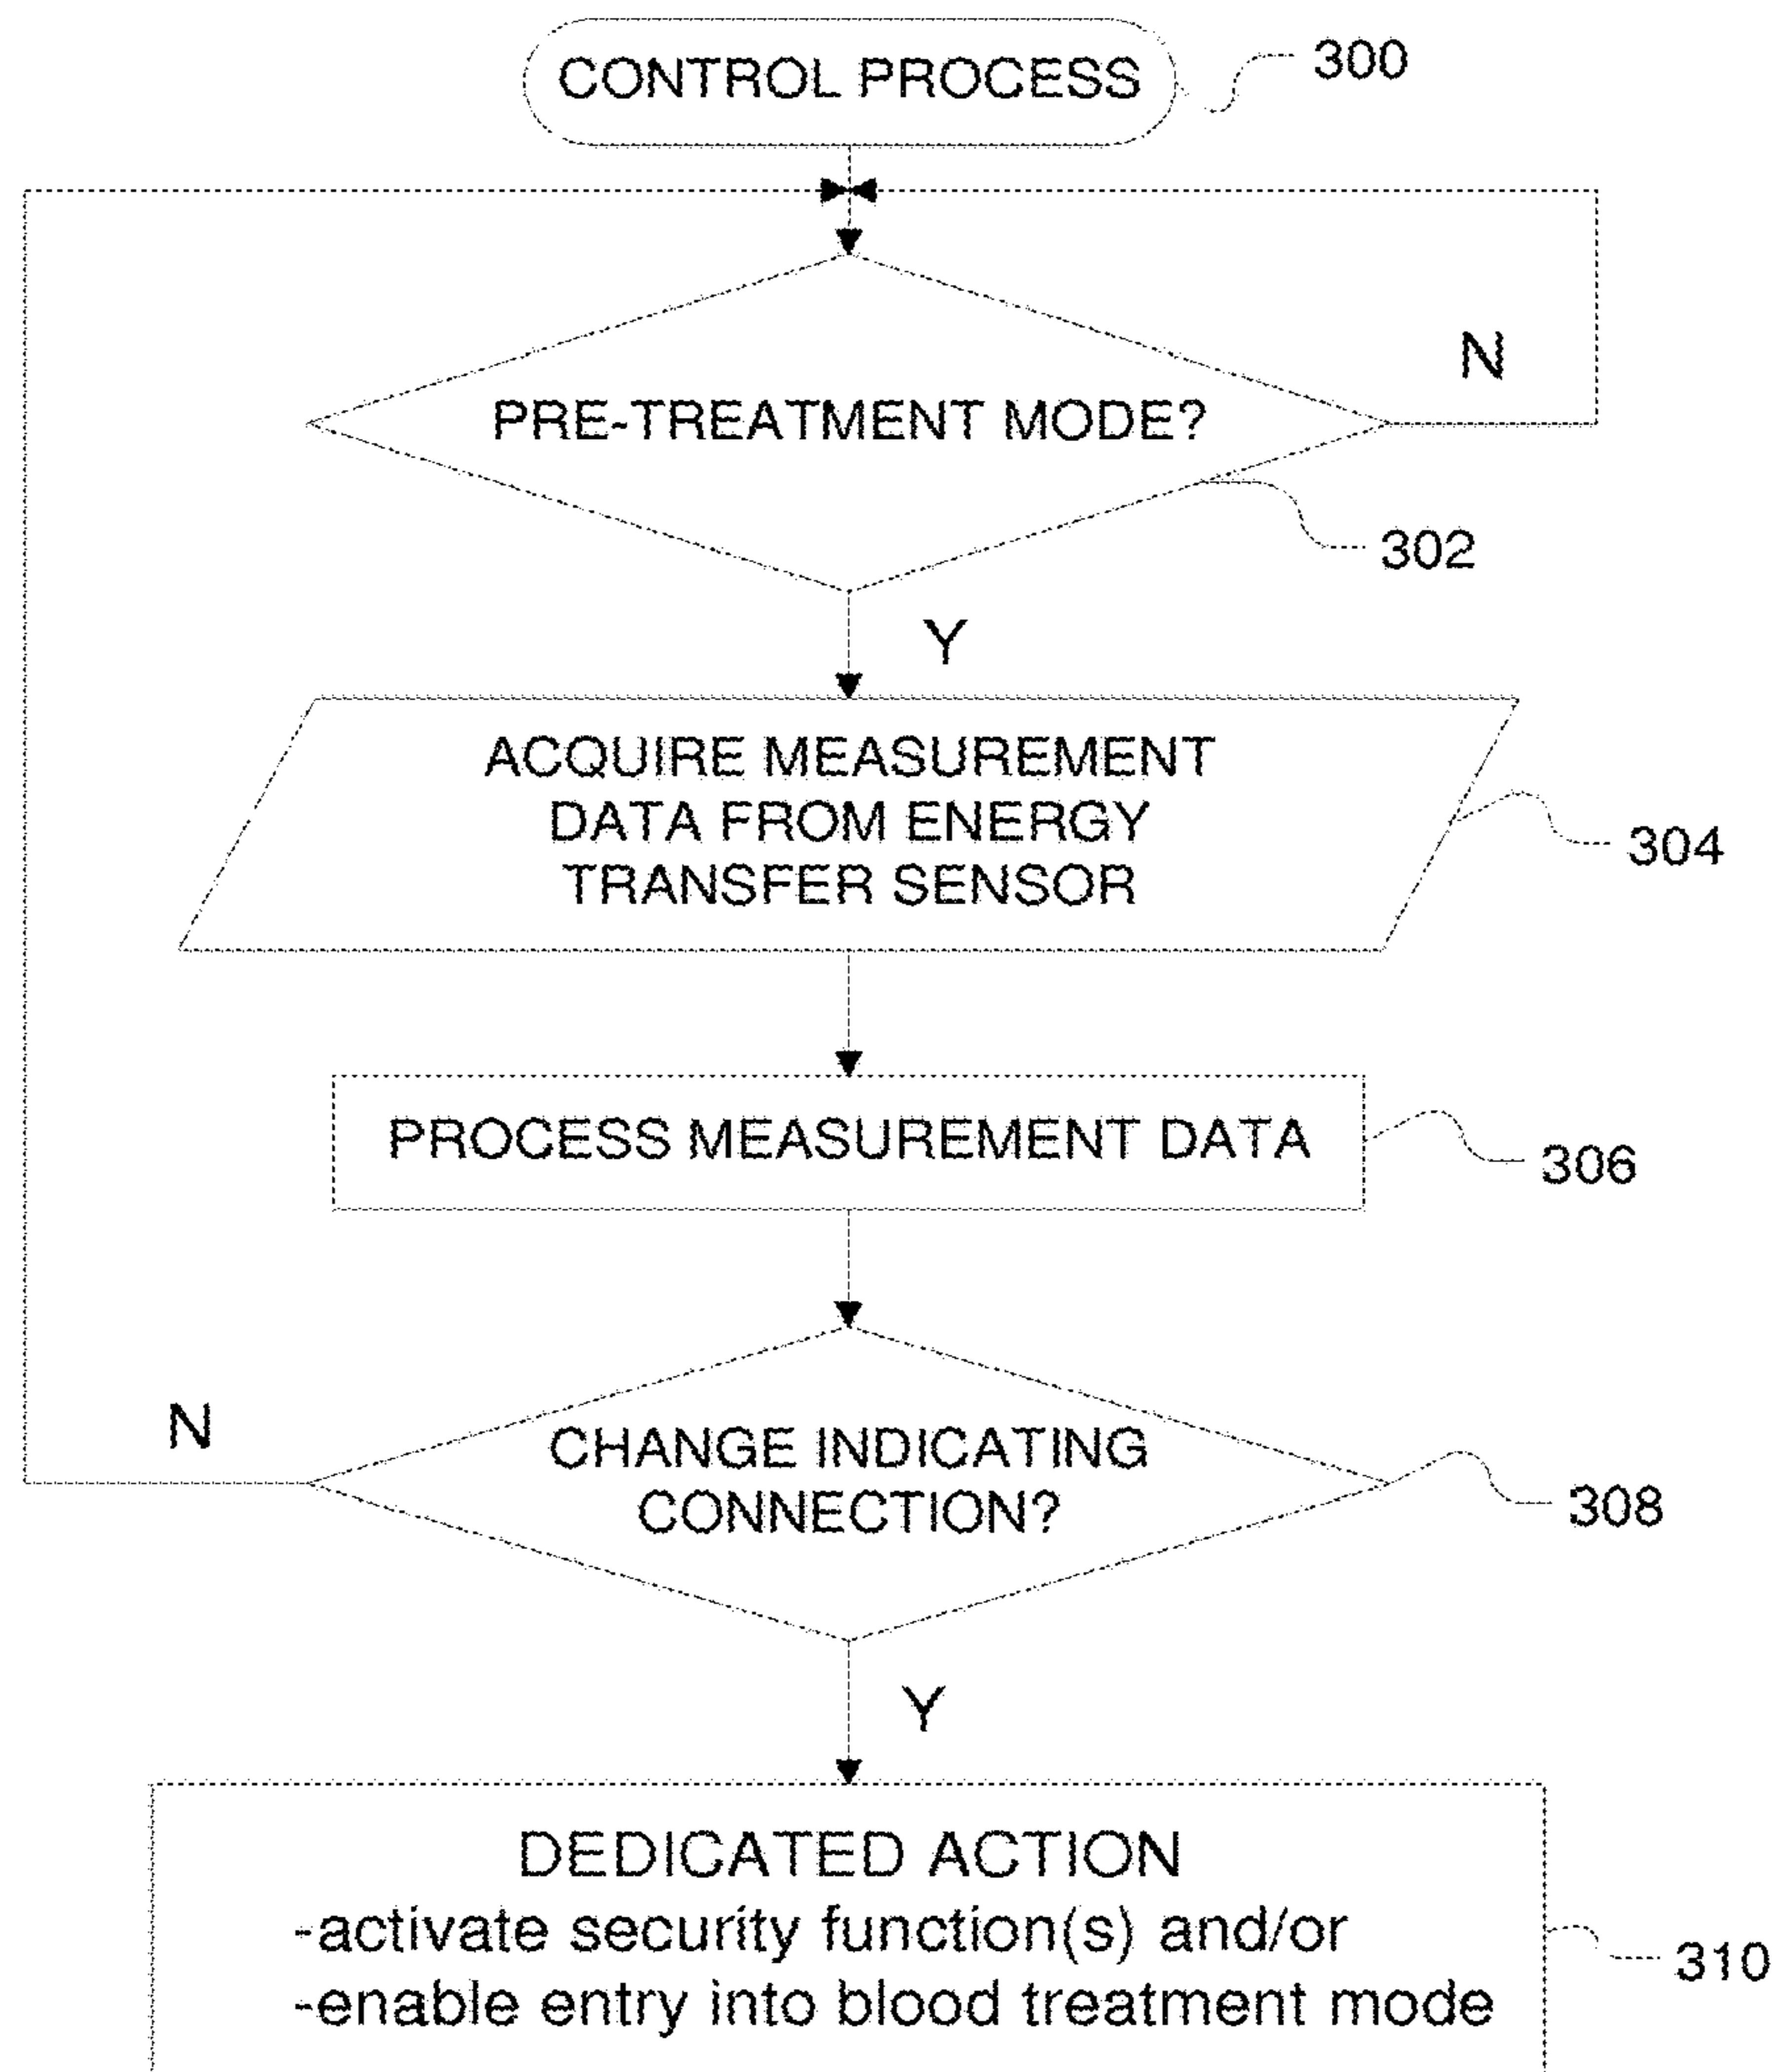 CONTROL PROCESS
300
PRE-TREATMENT MODE?
N
302
Y
ACQUIRE MEASUREMENT
DATA FROM ENERGY
TRANSFER SENSOR
304
PROCESS MEASUREMENT DATA
306
N
CHANGE INDICATING
CONNECTION?
308
Y
DEDICATED ACTION
-activate security function(s) and/or
-enable entry into blood treatment mode
310